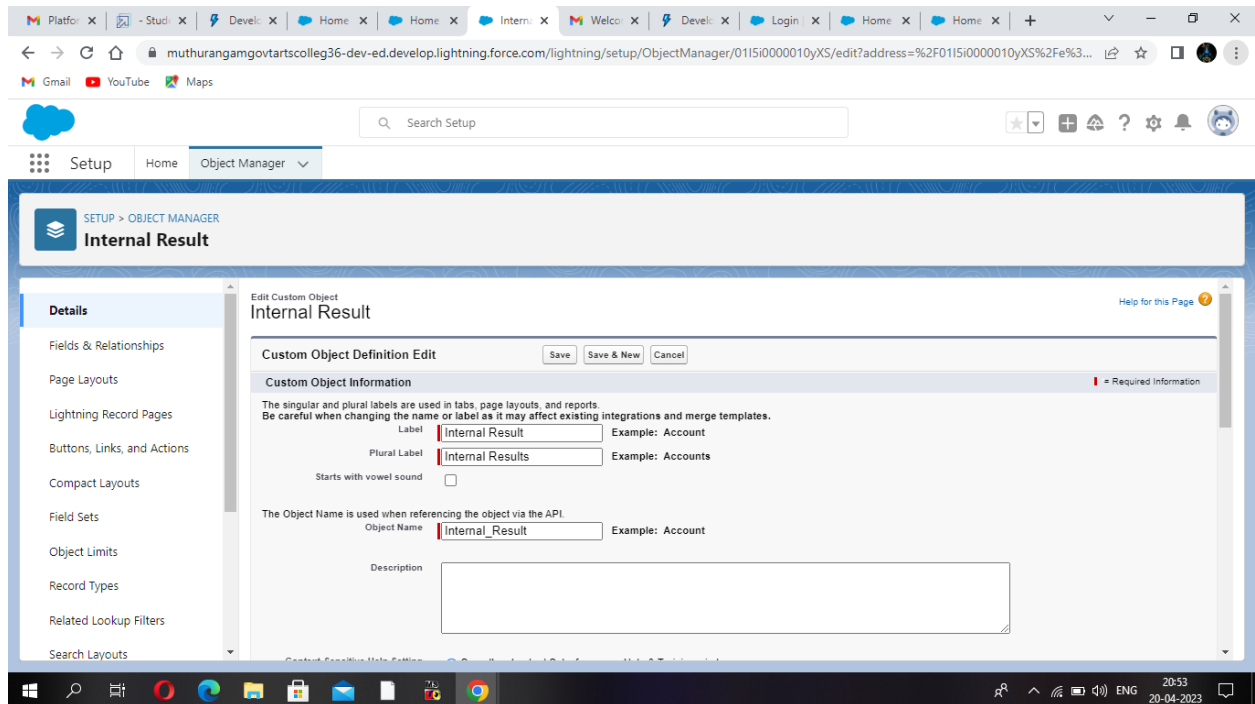 Platfor
- Stude
Develo
Home
Home
Intern
Welco
Develo
Login |
Home
Home
muthurangamgovtartscolleg36-dev-ed.develop.lightning.force.com/lightning/setup/ObjectManager/01I5i0000010yXS/edit?address=%2F01I5i0000010yXS%2Fe%3...
Gmail YouTube Maps
Search Setup
Setup Home Object Manager
SETUP > OBJECT MANAGER
Internal Result
Details
Fields & Relationships
Page Layouts
Lightning Record Pages
Buttons, Links, and Actions
Compact Layouts
Field Sets
Object Limits
Record Types
Related Lookup Filters
Search Layouts
Edit Custom Object
Internal Result
Help for this Page
Custom Object Definition Edit Save Save & New Cancel
Custom Object Information = Required Information
The singular and plural labels are used in tabs, page layouts, and reports.
Be careful when changing the name or label as it may affect existing integrations and merge templates.
Label Internal Result Example: Account
Plural Label Internal Results Example: Accounts
Starts with vowel sound
The Object Name is used when referencing the object via the API.
Object Name Internal_Result Example: Account
Description
ENG
20:53
20-04-2023